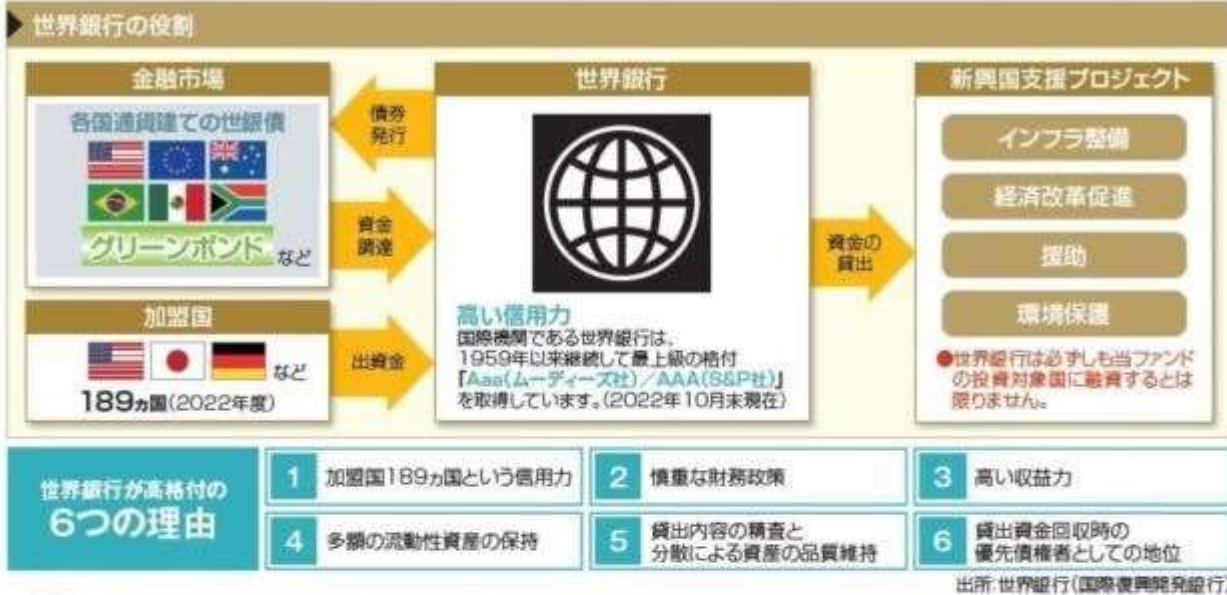 世界銀行の役割
金融市場
各国通貨建ての世銀債
グリーンボンド など
債券
発行
資金
調達
加盟国
など
189ヵ国(2022年度)
出資金
世界銀行
高い信用力
国際機関である世界銀行は、
1959年以来継続して最上級の格付
「Aaa(ムーディーズ社)/AAA(S&P社)」
を取得しています。(2022年10月末現在)
資金の
貸出
新興国支援プロジェクト
インフラ整備
経済改革促進
援助
環境保護
●世界銀行は必ずしも当ファンド
の投資対象国に融資するとは
限りません。
世界銀行が高格付の
6つの理由
1 加盟国189ヵ国という信用力
2 慎重な財務政策
3 高い収益力
4 多額の流動性資産の保持
5 貸出内容の精査と
分散による資産の品質維持
6 貸出資金回収時の
優先債権者としての地位
出所:世界銀行(国際復興開発銀行)